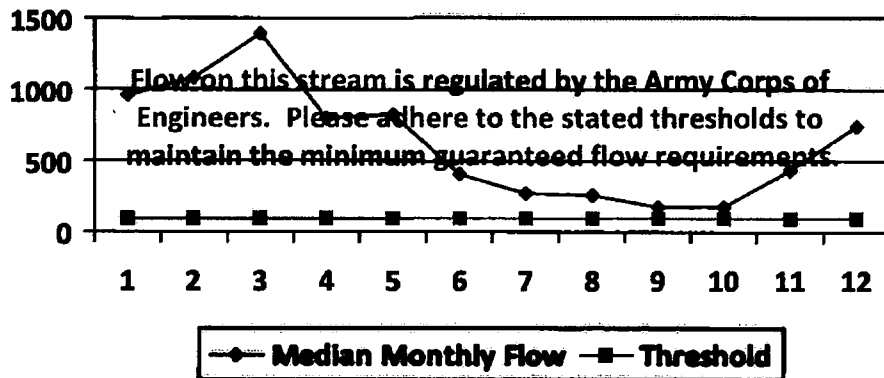 1500
1000
500
0
Flow on this stream is regulated by the Army Corps of
Engineers. Please adhere to the stated thresholds to
maintain the minimum guaranteed flow requirements.
1 2 3 4 5 6 7 8 9 10 11 12
Median Monthly Flow Threshold